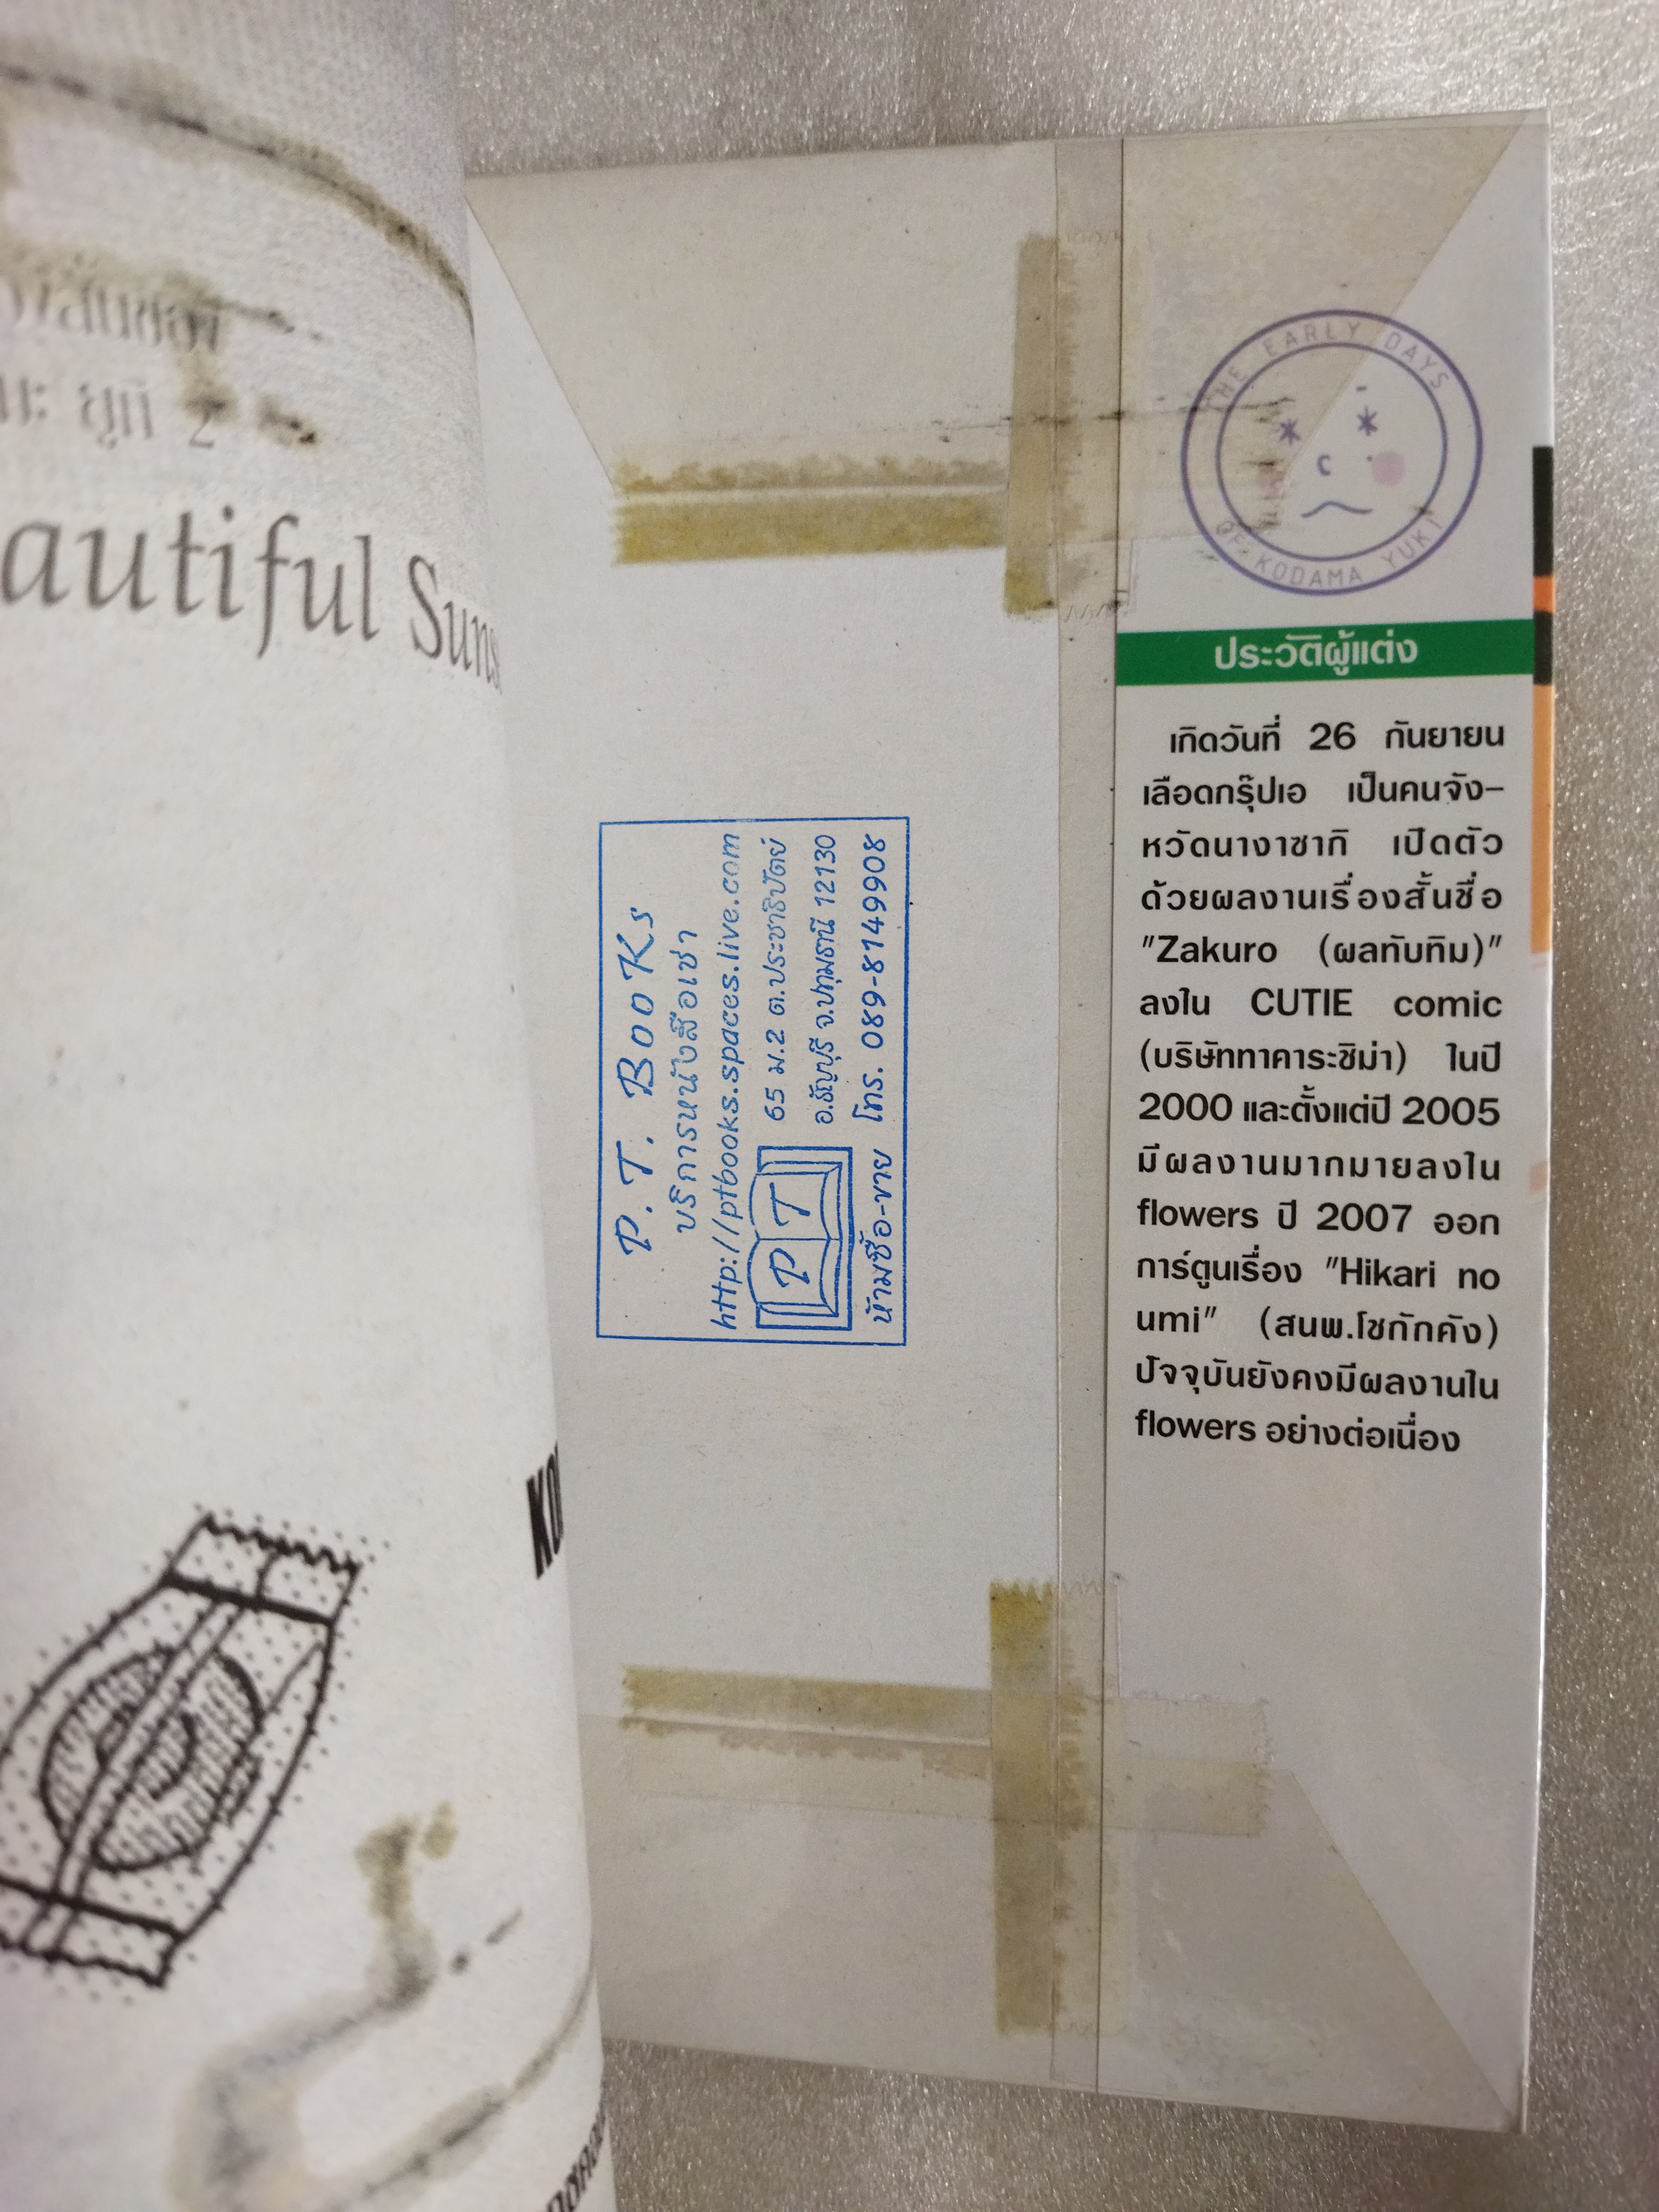 ะ ยูกิ 2
autiful Suns
KO
P. T. BooKs
บริการหนังสือเช่า
http://ptbooks.spaces.live.com
65 ม.2 ต.ประชาธิปัตย์
อ.ธัญบุรี จ.ปทุมธานี 12130
P T
ห้ามซื้อ-ขาย โทร. 089-8149908
THE EARLY DAYS
OF KODAMA YUKI
ประวัติผู้แต่ง
เกิดวันที่ 26 กันยายน
เลือดกรุ๊ปเอ เป็นคนจัง-
หวัดนางาซากิ เปิดตัว
ด้วยผลงานเรื่องสั้นชื่อ
"Zakuro (ผลทับทิม)"
ลงใน CUTIE comic
(บริษัททาคาระชิม่า) ในปี
2000 และตั้งแต่ปี 2005
มีผลงานมากมายลงใน
flowers ปี 2007 ออก
การ์ตูนเรื่อง "Hikari no
umi" (สนพ.โชกักคัง)
ปัจจุบันยังคงมีผลงานใน
flowers อย่างต่อเนื่อง